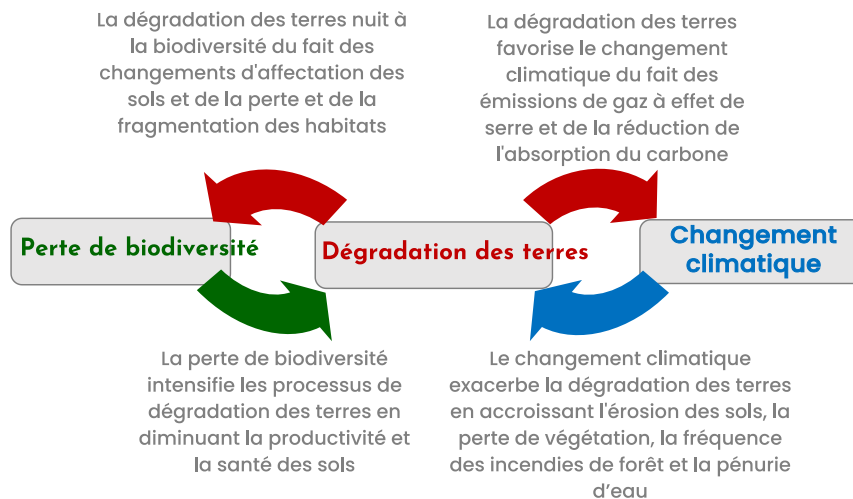 La dégradation des terres nuit à
la biodiversité du fait des
changements d'affectation des
sols et de la perte et de la
fragmentation des habitats
La dégradation des terres
favorise le changement
climatique du fait des
émissions de gaz à effet de
serre et de la réduction de
l'absorption du carbone
Perte de biodiversité
Dégradation des terres
Changement
climatique
La perte de biodiversité
intensifie les processus de
dégradation des terres en
diminuant la productivité et
la santé des sols
Le changement climatique
exacerbe la dégradation des terres
en accroissant l'érosion des sols, la
perte de végétation, la fréquence
des incendies de forêt et la pénurie
d’eau